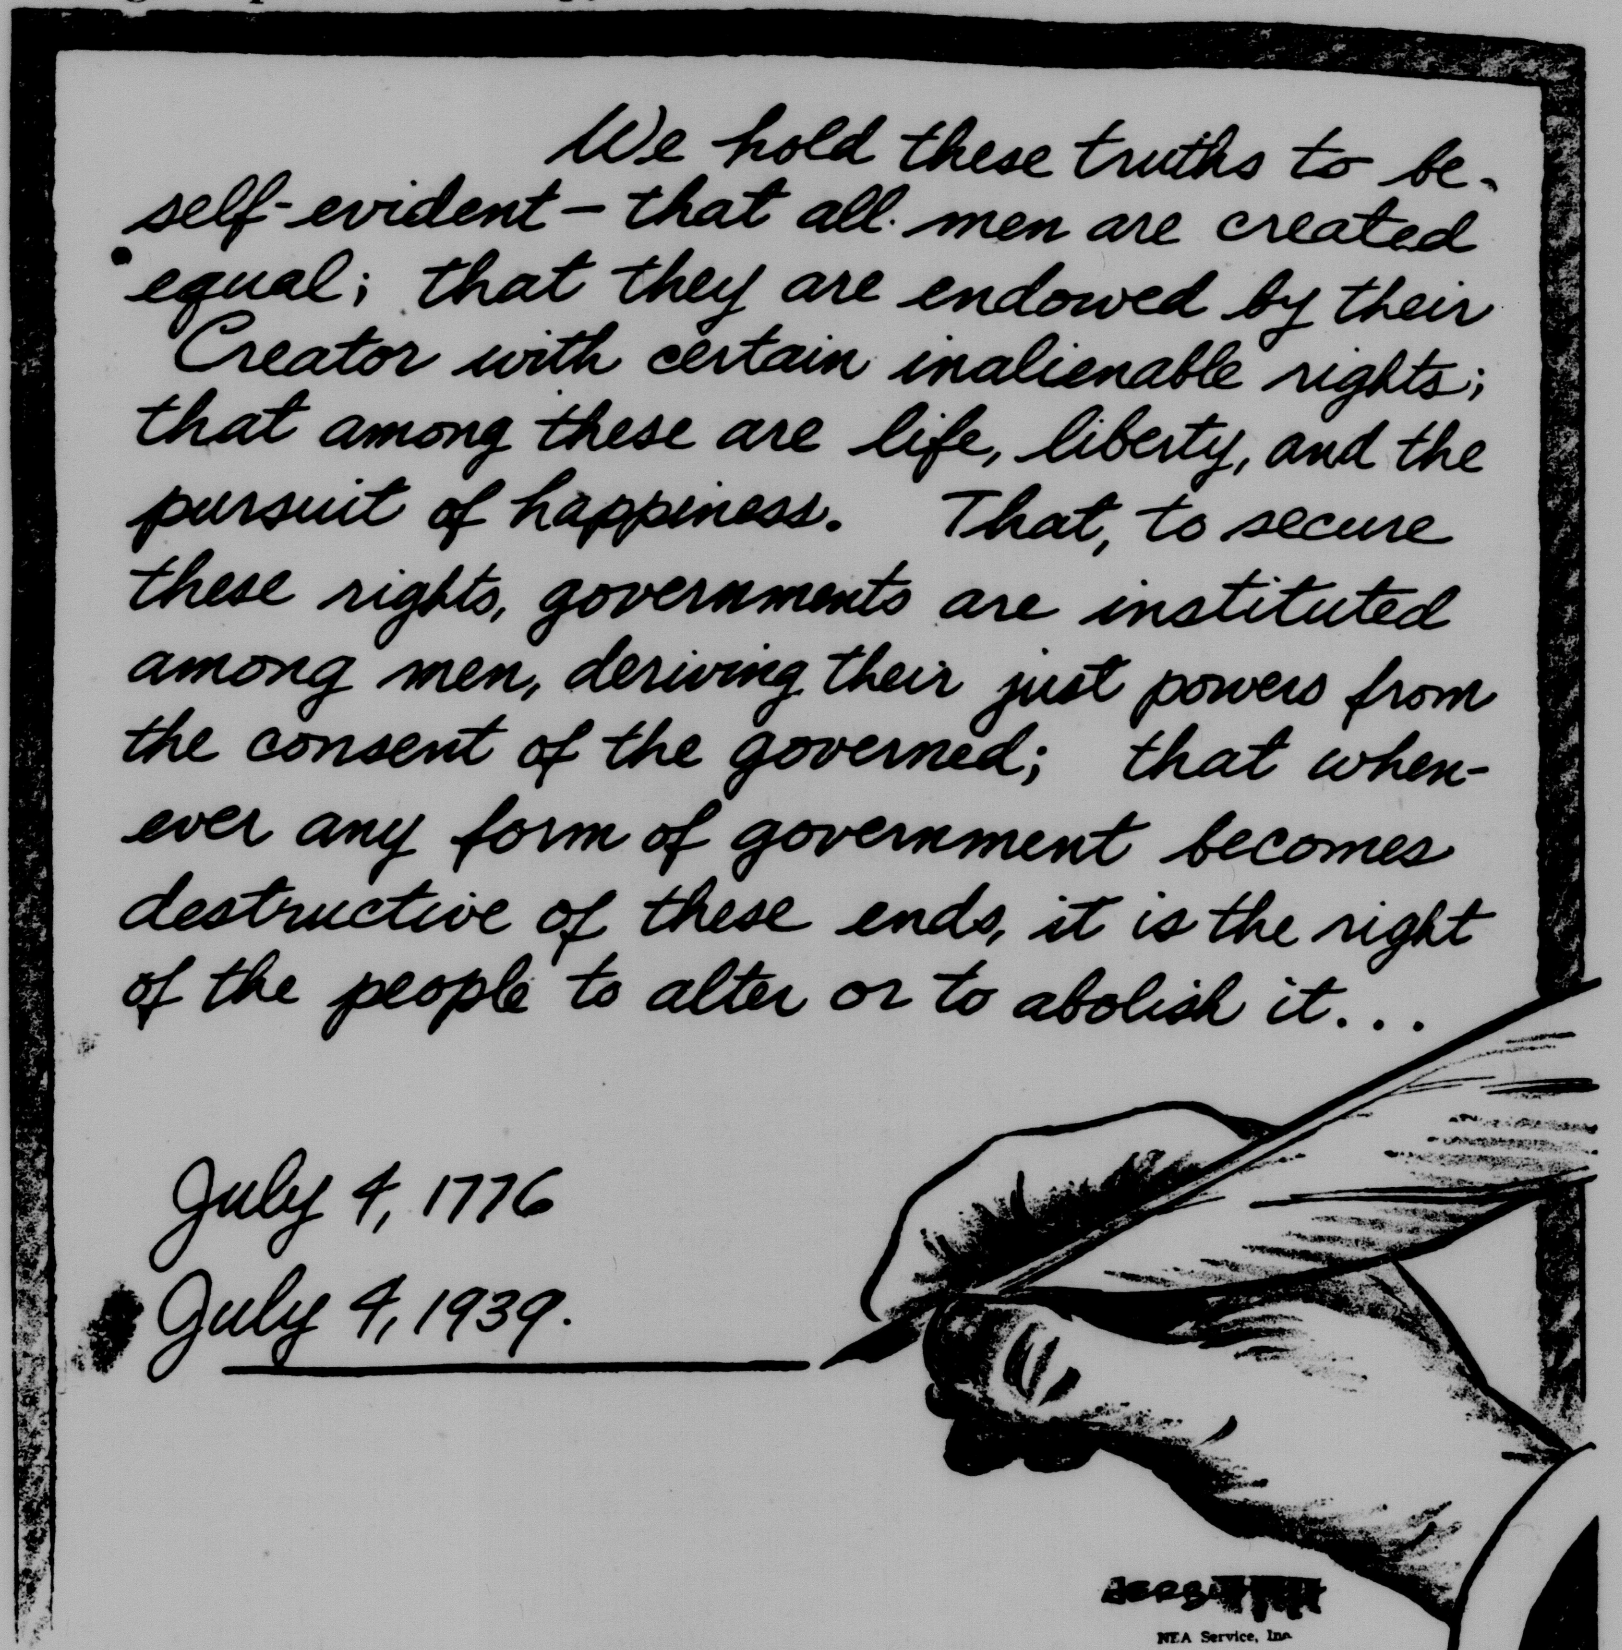 We hold these truths to be
self-evident – that all men are created
equal; that they are endowed by their
Creator with certain inalienable rights;
that among these are life, liberty, and the
pursuit of happiness. That, to secure
these rights, governments are instituted
among men, deriving their just powers from
the consent of the governed; that when-
ever any form of government becomes
destructive of these ends, it is the right
of the people to alter or to abolish it...
July 4, 1776
July 4, 1939.
NEA Service, Inc.